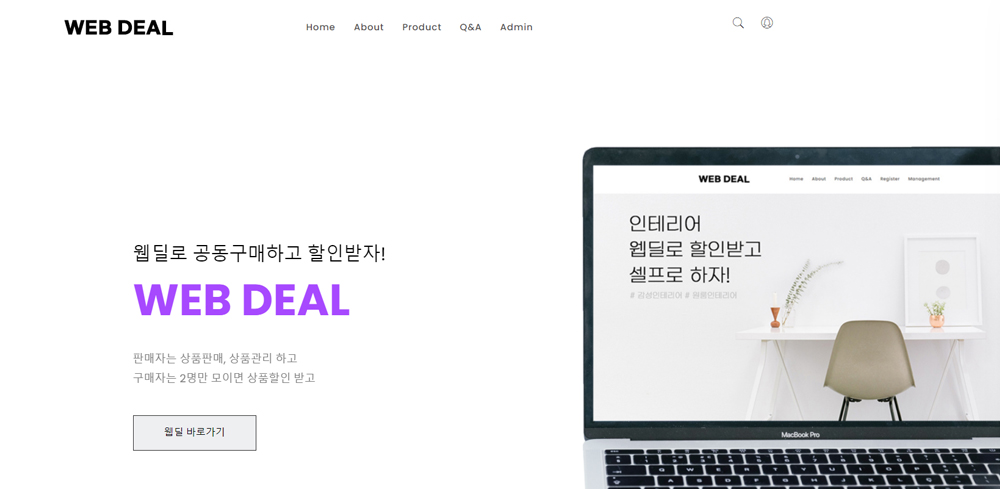 WEB DEAL
Home About Product Q&A Admin
웹딜로 공동구매하고 할인받자!
WEB DEAL
판매자는 상품판매, 상품관리 하고
구매자는 2명만 모이면 상품할인 받고
웹딜 바로가기
WEB DEAL
Home About Product Q&A Register Management
인테리어
웹딜로 할인받고
셀프로 하자!
# 감성인테리어 # 원룸인테리어
MacBook Pro